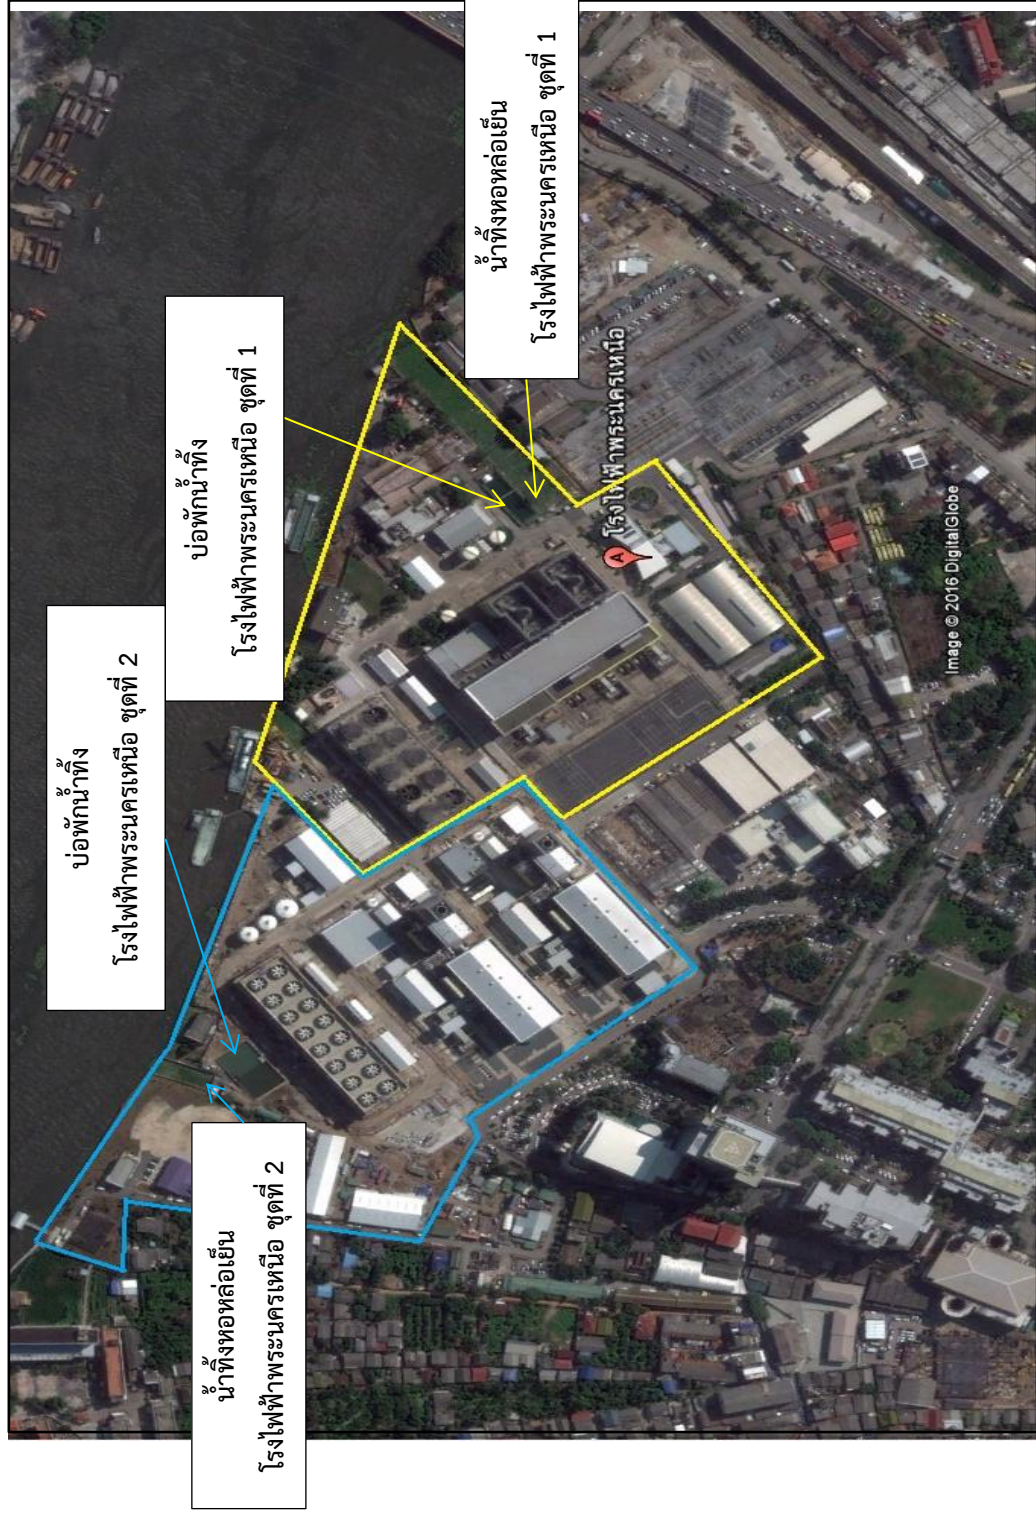 น้ำทิ้งหอหล่อเย็น
โรงไฟฟ้าพระนครเหนือ ชุดที่ 2
บ่อพักน้ำทิ้ง
โรงไฟฟ้าพระนครเหนือ ชุดที่ 2
บ่อพักน้ำทิ้ง
โรงไฟฟ้าพระนครเหนือ ชุดที่ 1
น้ำทิ้งหอหล่อเย็น
โรงไฟฟ้าพระนครเหนือ ชุดที่ 1
A
โรงไฟฟ้าพระนครเหนือ
Image © 2016 DigitalGlobe